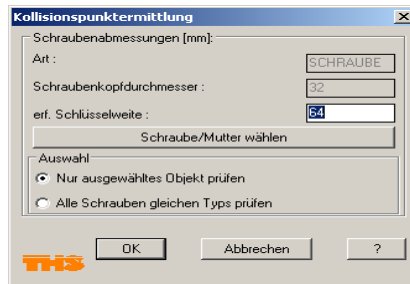 Kollisionspunktermittlung
Schraubenabmessungen [mm]:
Art :
SCHRAUBE
Schraubenkopfdurchmesser :
32
erf. Schlüsselweite :
64
Schraube/Mutter wählen
Auswahl
Nur ausgewähltes Objekt prüfen
Alle Schrauben gleichen Typs prüfen
OK
Abbrechen
?
THS